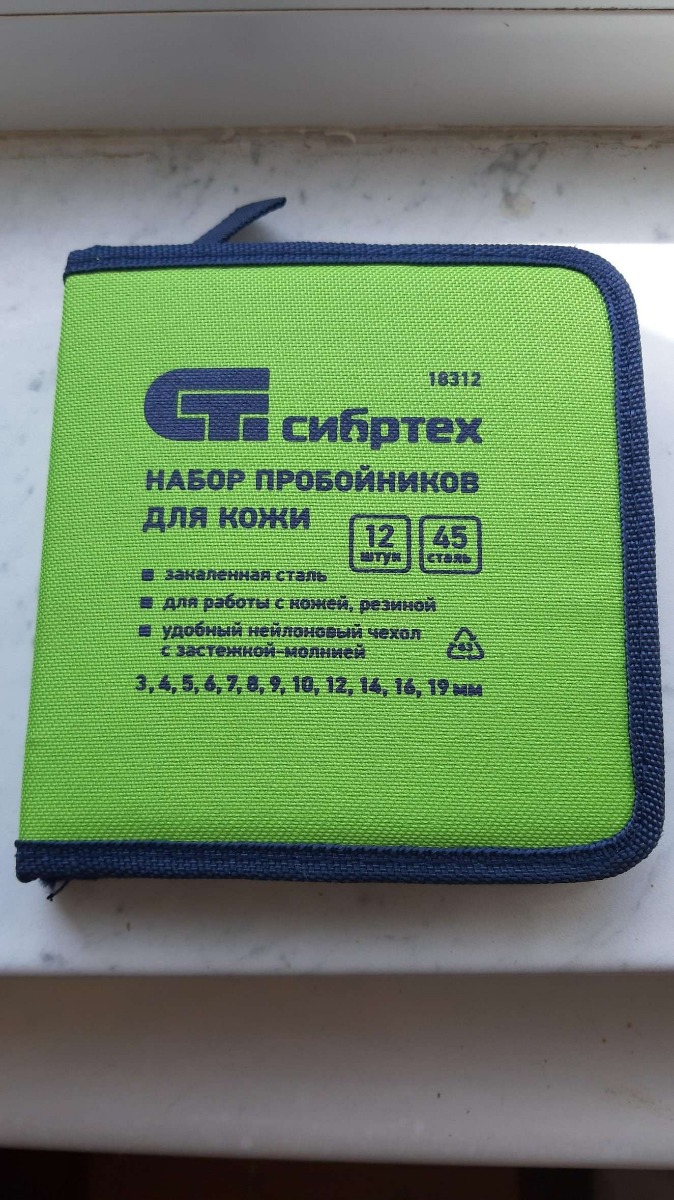 18312
СТ сибртех
НАБОР ПРОБОЙНИКОВ
ДЛЯ КОЖИ
12 штук
45 сталь
закаленная сталь
для работы с кожей, резиной
удобный нейлоновый чехол
с застежкой-молнией
3, 4, 5, 6, 7, 8, 9, 10, 12, 14, 16, 19 мм